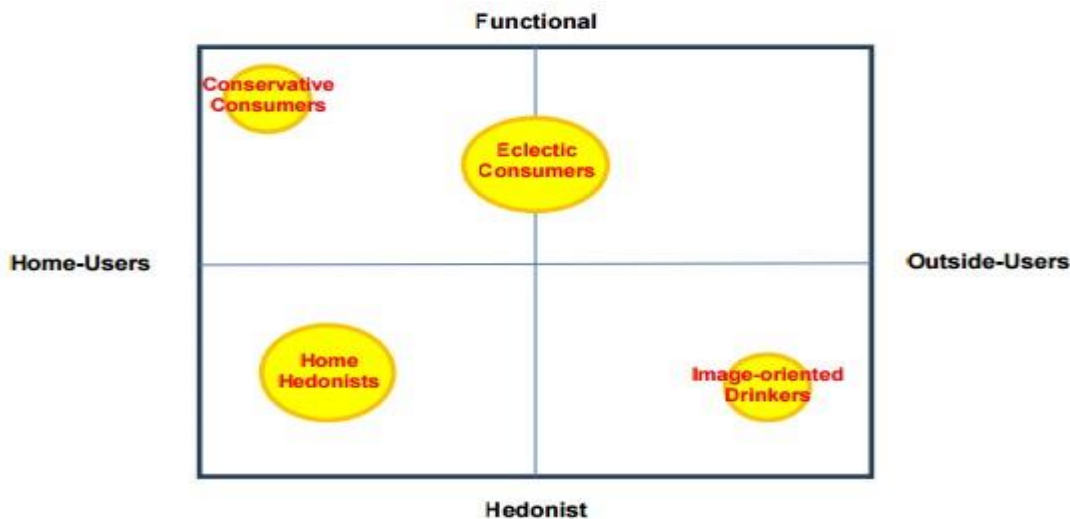 Functional
Conservative
Consumers
Eclectic
Consumers
Home-Users
Outside-Users
Home
Hedonists
Image-oriented
Drinkers
Hedonist